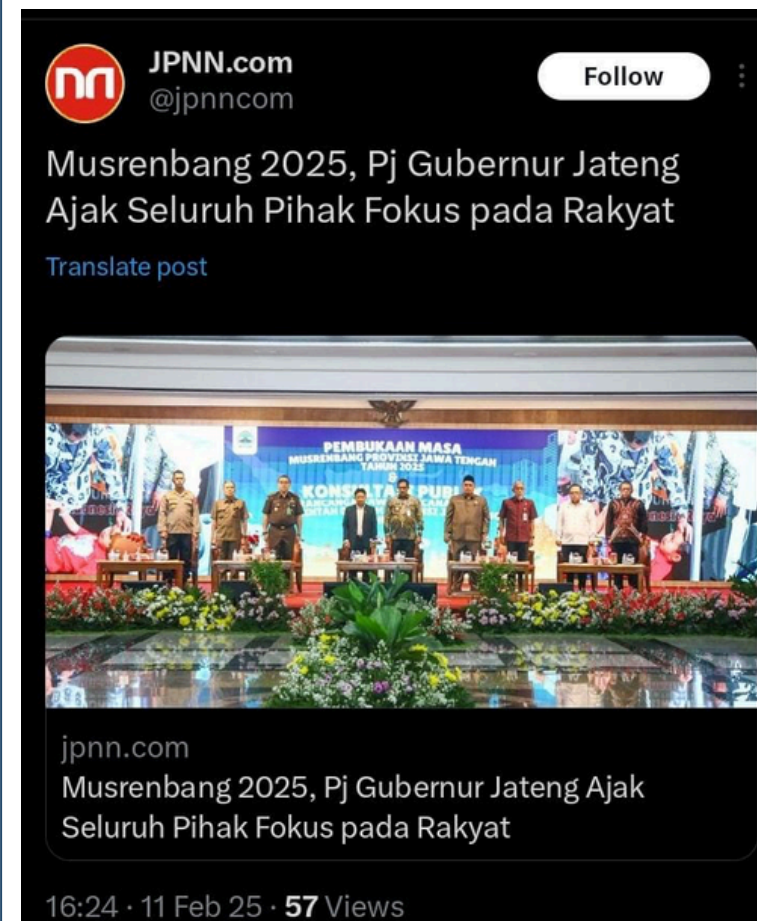 JPNN.com
@jpnncom
Follow
Musrenbang 2025, Pj Gubernur Jateng
Ajak Seluruh Pihak Fokus pada Rakyat
Translate post
PEMBUKAAN MASA
MUSRENBANG PROVINSI JAWA TENGAH
TAHUN 2025
&
KONSULTASI PUBLIK
jpnn.com
Musrenbang 2025, Pj Gubernur Jateng Ajak
Seluruh Pihak Fokus pada Rakyat
16:24 · 11 Feb 25 · 57 Views